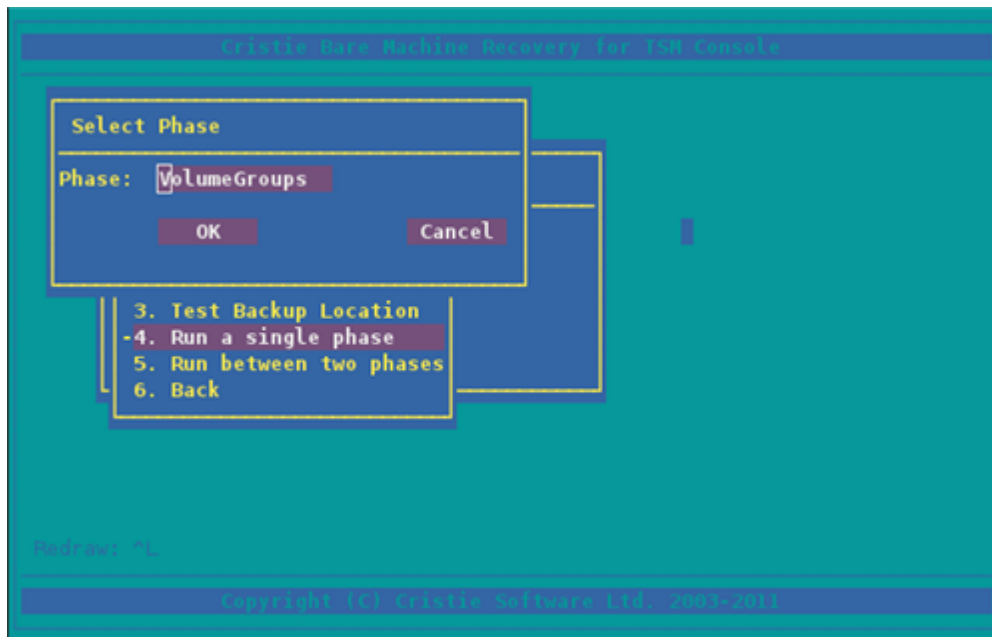 Cristie Bare Machine Recovery for TSM Console
Select Phase
Phase: VolumeGroups
OK Cancel
3. Test Backup Location
-4. Run a single phase
5. Run between two phases
6. Back
Redraw: ^L
Copyright (C) Cristie Software Ltd. 2003-2011